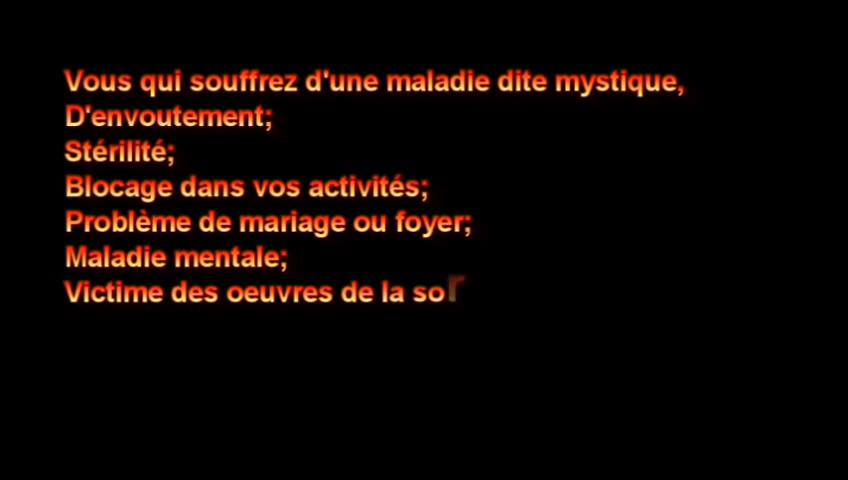 Vous qui souffrez d'une maladie dite mystique,
D'envoutement;
Stérilité;
Blocage dans vos activités;
Problème de mariage ou foyer;
Maladie mentale;
Victime des oeuvres de la sor